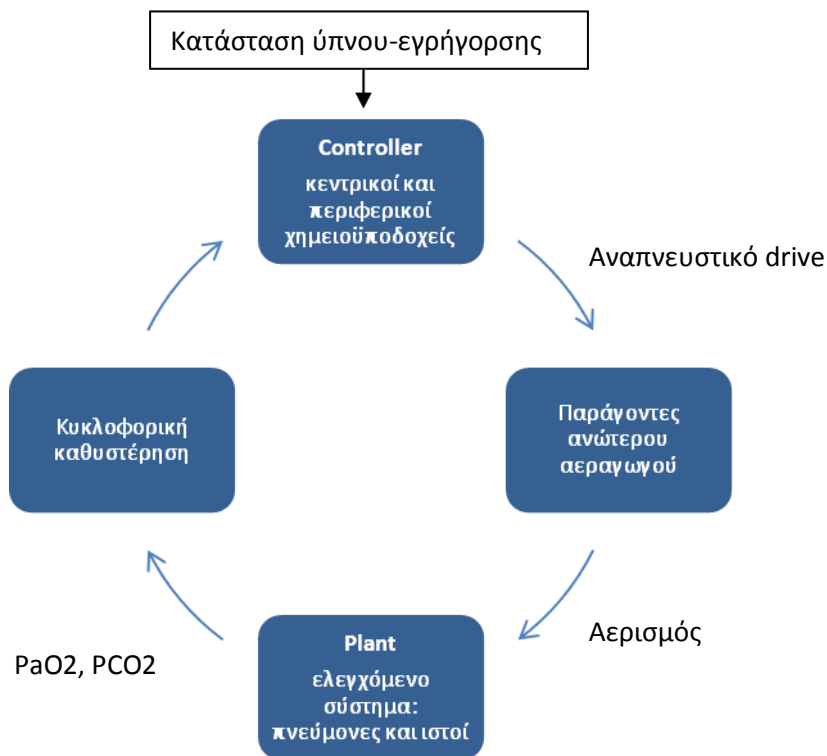 Κατάσταση ύπνου-εγρήγορσης
Controller
κεντρικοί και
περιφερικοί
χημειοϋποδοχείς
Αναπνευστικό drive
Παράγοντες
ανώτερου
αεραγωγού
Αερισμός
Plant
ελεγχόμενο
σύστημα:
πνεύμονες και ιστοί
PaO2, PCO2
Κυκλοφορική
καθυστέρηση